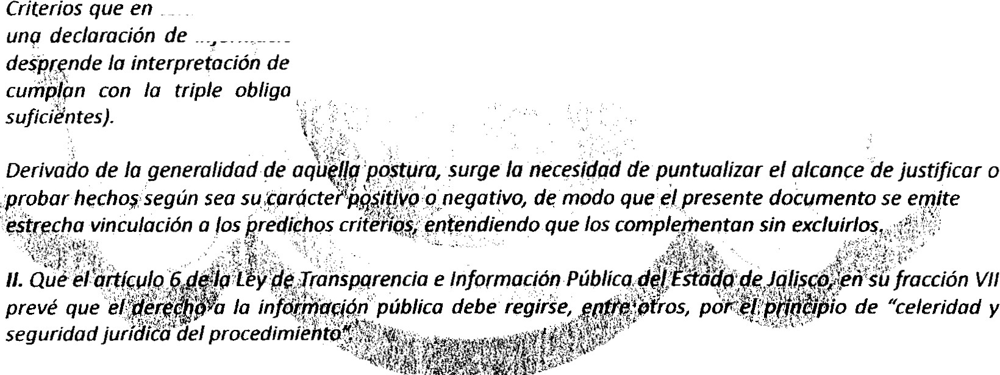 Criterios que en
una declaración de
desprende la interpretación de
cumplan con la triple obliga
suficientes).
Derivado de la generalidad de aquella postura, surge la necesidad de puntualizar el alcance de justificar o
probar hechos según sea su carácter positivo o negativo, de modo que el presente documento se emite
estrecha vinculación a los predichos criterios, entendiendo que los complementan sin excluirlos.
II. Que el artículo 6 de la Ley de Transparencia e Información Pública del Estado de Jalisco, en su fracción VII
prevé que el derecho a la información pública debe regirse, entre otros, por el principio de “celeridad y
seguridad jurídica del procedimiento”.